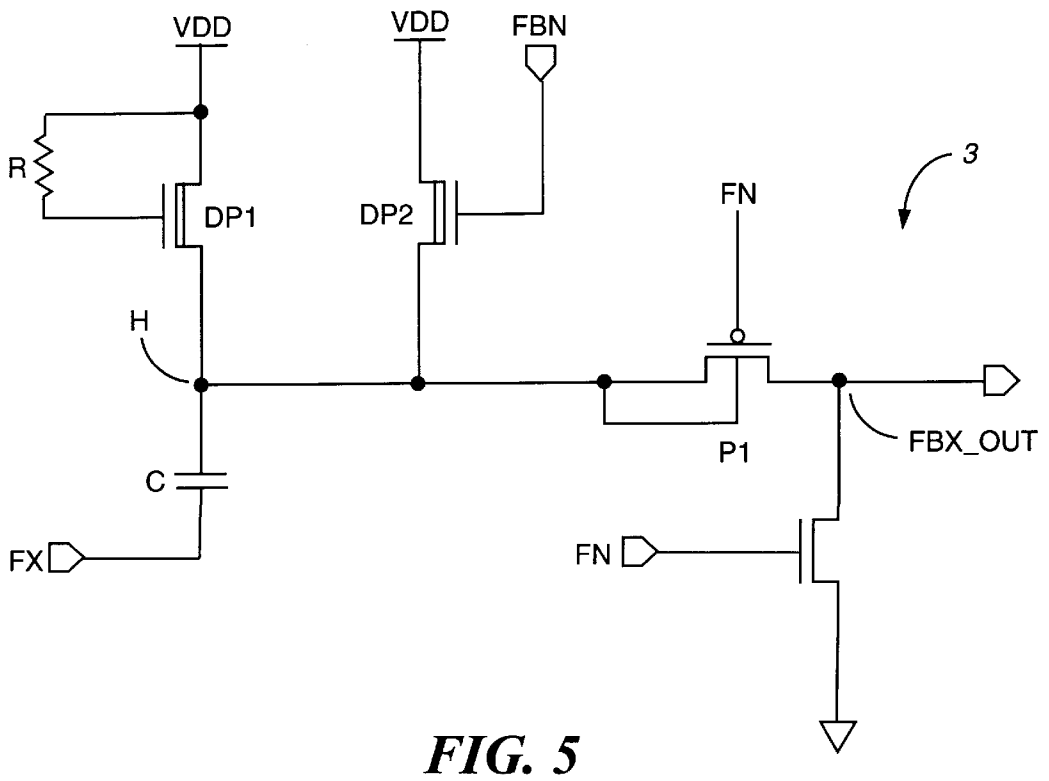 VDD
VDD
FBN
R
DP1
DP2
3
FN
H
P1
FBX_OUT
C
FX
FN
FIG. 5